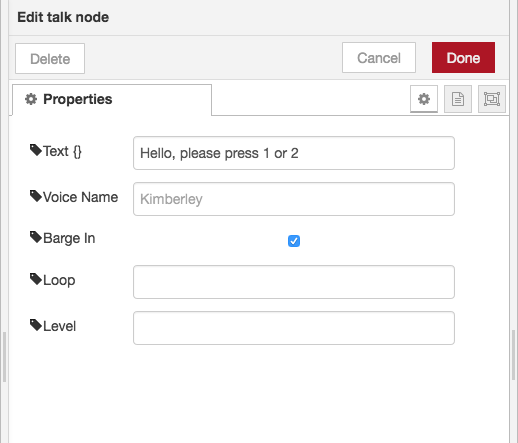 Edit talk node
Delete
Cancel
Done
Properties
Text {}
Hello, please press 1 or 2
Voice Name
Kimberley
Barge In
Loop
Level